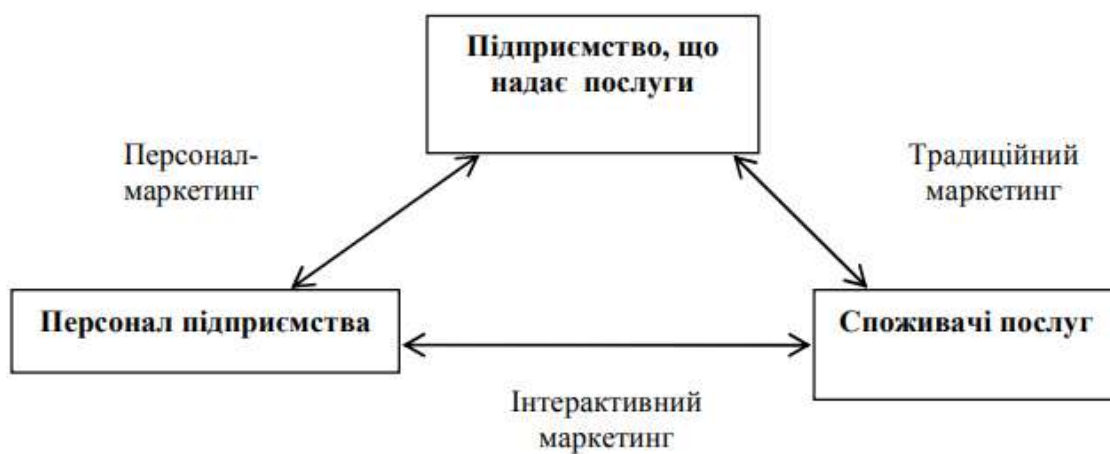 Підприємство, що
надає послуги
Персонал-
маркетинг
Традиційний
маркетинг
Персонал підприємства
Споживачі послуг
Інтерактивний
маркетинг